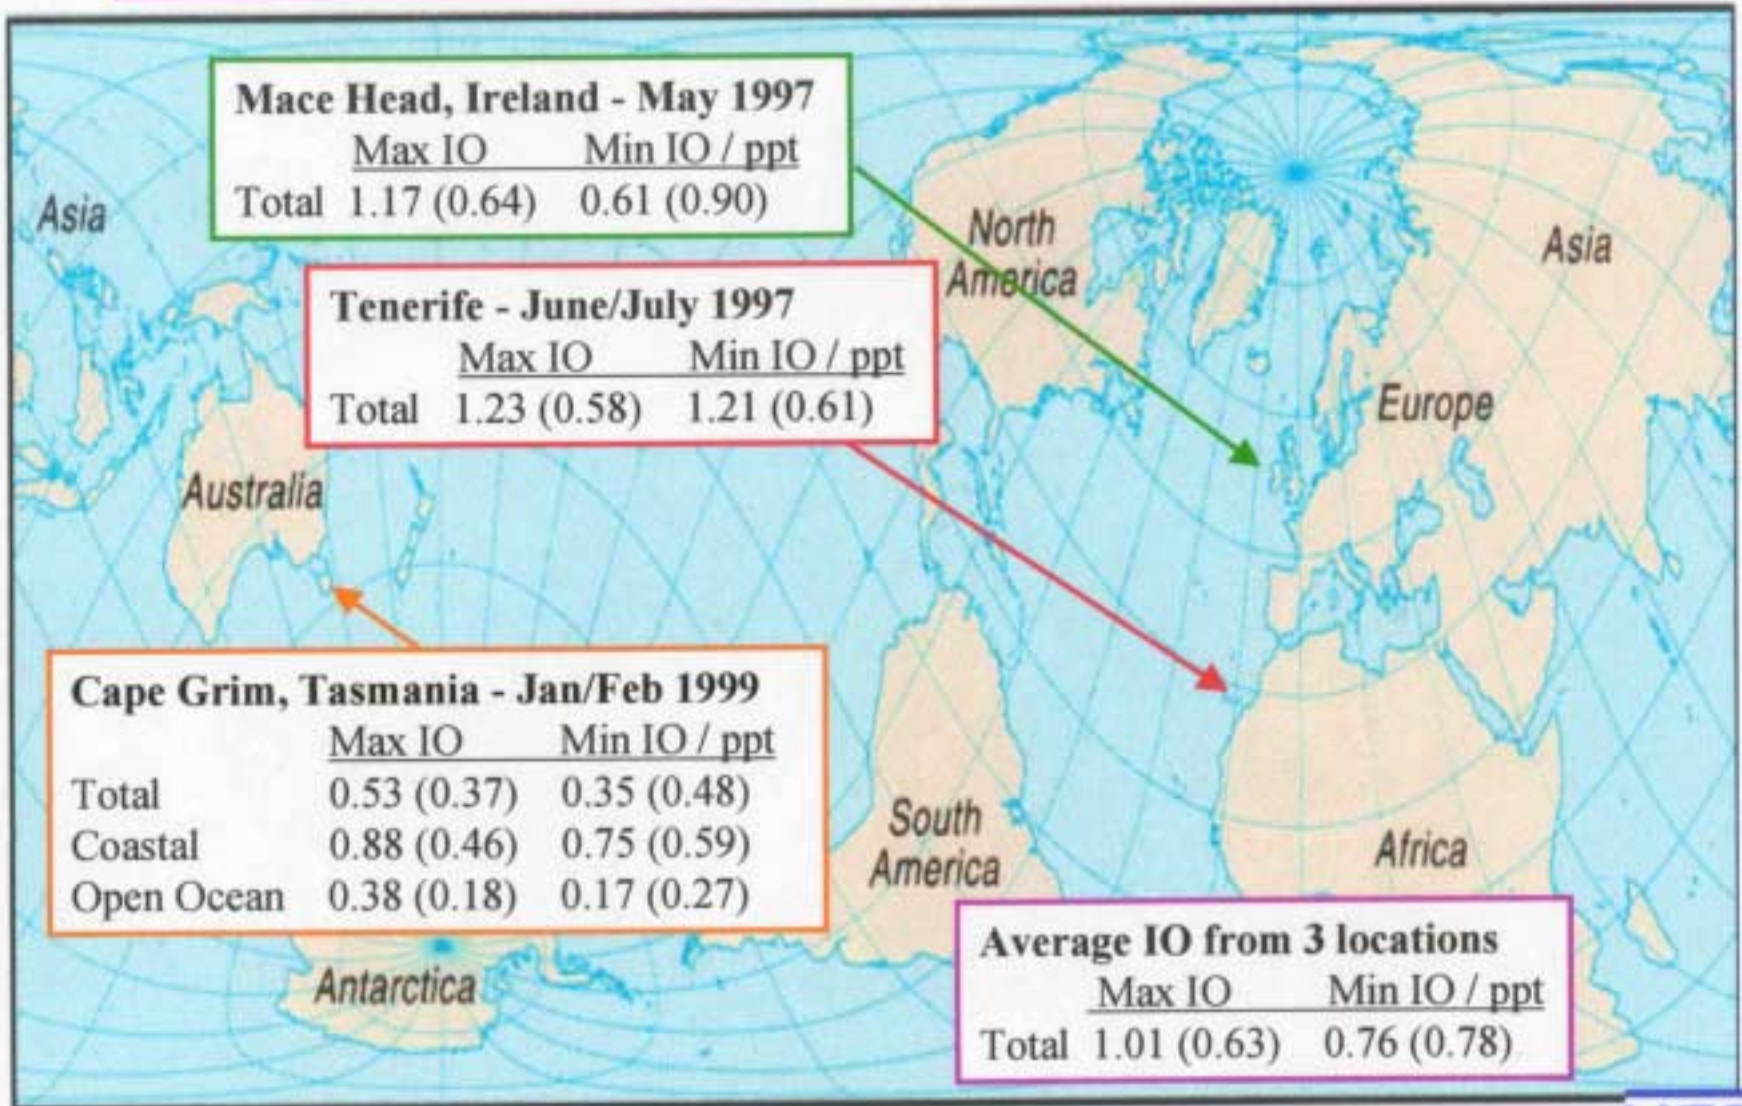 Mace Head, Ireland - May 1997
Max IO Min IO / ppt
Total 1.17 (0.64) 0.61 (0.90)
Asia
North
America
Asia
Tenerife - June/July 1997
Max IO Min IO / ppt
Total 1.23 (0.58) 1.21 (0.61)
Europe
Australia
Cape Grim, Tasmania - Jan/Feb 1999
Max IO Min IO / ppt
Total 0.53 (0.37) 0.35 (0.48)
Coastal 0.88 (0.46) 0.75 (0.59)
Open Ocean 0.38 (0.18) 0.17 (0.27)
South
America
Africa
Antarctica
Average IO from 3 locations
Max IO Min IO / ppt
Total 1.01 (0.63) 0.76 (0.78)